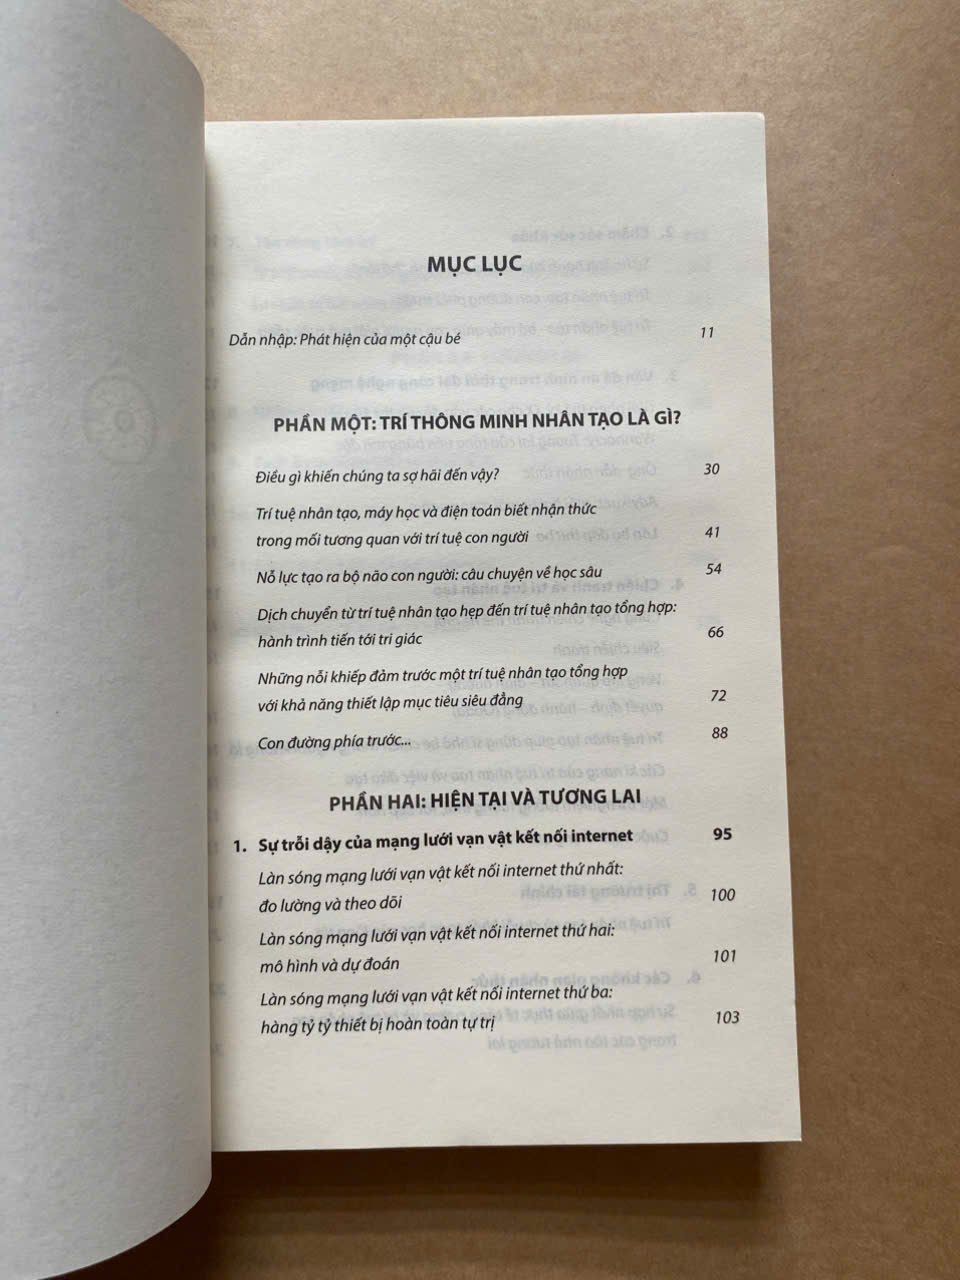 MỤC LỤC
Dẫn nhập: Phát hiện của một cậu bé 11
PHẦN MỘT: TRÍ THÔNG MINH NHÂN TẠO LÀ GÌ?
Điều gì khiến chúng ta sợ hãi đến vậy? 30
Trí tuệ nhân tạo, máy học và điện toán biết nhận thức
trong mối tương quan với trí tuệ con người 41
Nỗ lực tạo ra bộ não con người: câu chuyện về học sâu 54
Dịch chuyển từ trí tuệ nhân tạo hẹp đến trí tuệ nhân tạo tổng hợp:
hành trình tiến tới tri giác 66
Những nỗi khiếp đảm trước một trí tuệ nhân tạo tổng hợp
với khả năng thiết lập mục tiêu siêu đẳng 72
Con đường phía trước... 88
PHẦN HAI: HIỆN TẠI VÀ TƯƠNG LAI
1. Sự trỗi dậy của mạng lưới vạn vật kết nối internet 95
Làn sóng mạng lưới vạn vật kết nối internet thứ nhất:
đo lường và theo dõi 100
Làn sóng mạng lưới vạn vật kết nối internet thứ hai:
mô hình và dự đoán 101
Làn sóng mạng lưới vạn vật kết nối internet thứ ba:
hàng tỷ tỷ thiết bị hoàn toàn tự trị 103